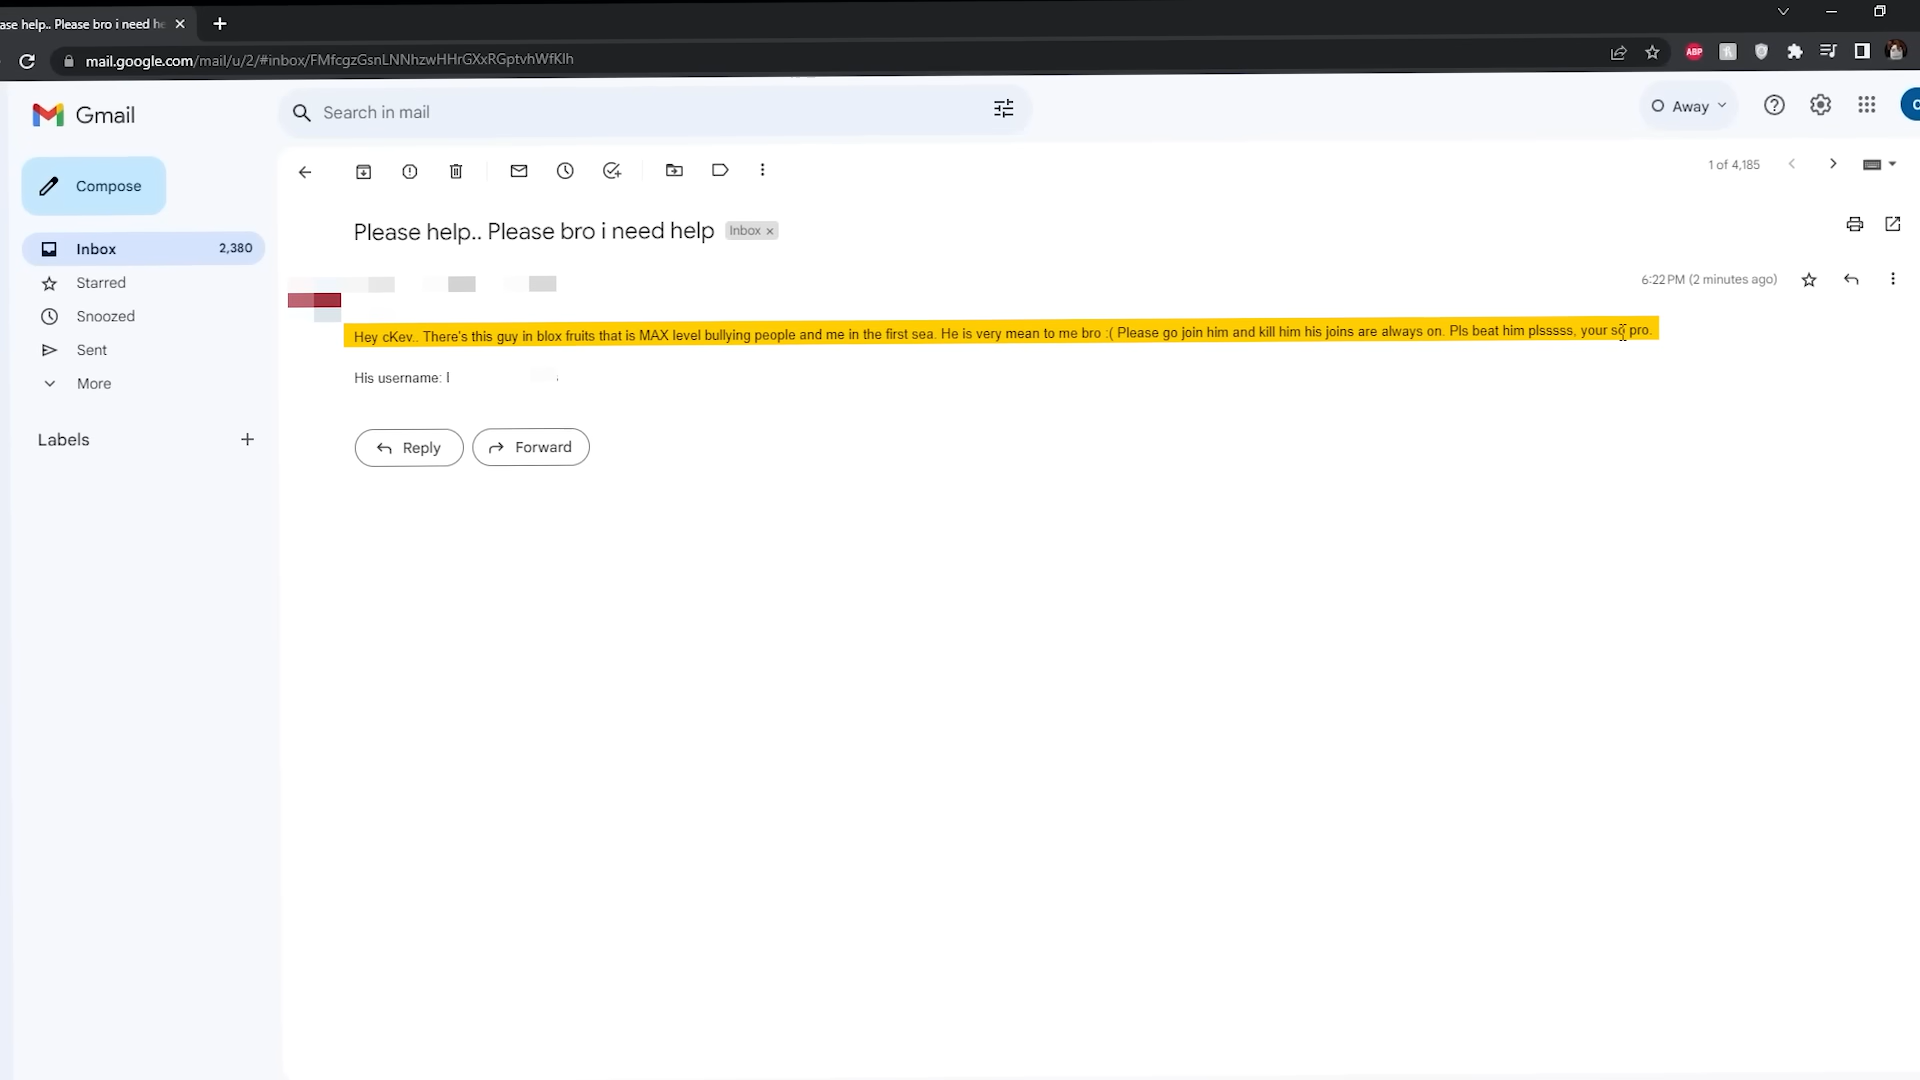 ase help.. Please bro i need he
mail.google.com/mail/u/2/#inbox/FMfcgzGsnLNNhzwHHrGXxRGptvhWfKlh
ABP
Gmail
Search in mail
Away
Compose
1 of 4,185
Please help.. Please bro i need help
Inbox x
Inbox 2,380
Starred
6:22 PM (2 minutes ago)
Snoozed
Hey cKev.. There's this guy in blox fruits that is MAX level bullying people and me in the first sea. He is very mean to me bro :( Please go join him and kill him his joins are always on. Pls beat him plsssss, your so pro.
Sent
His username:
More
Labels
Reply
Forward